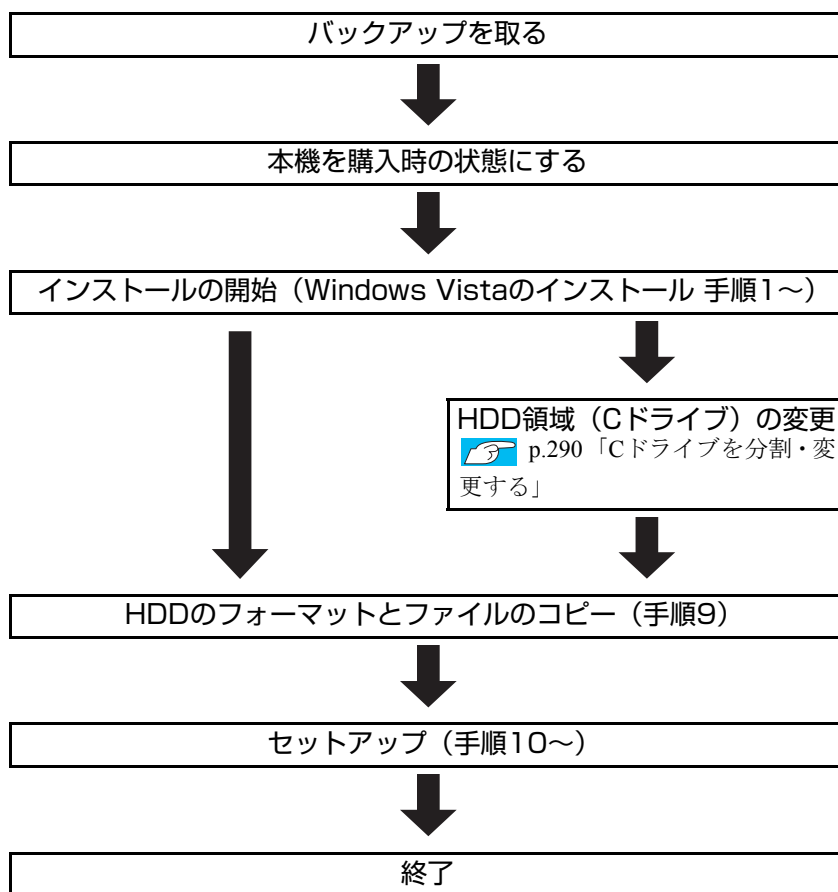 バックアップを取る
本機を購入時の状態にする
インストールの開始（Windows Vistaのインストール 手順1～）
HDD領域（Cドライブ）の変更
p.290「Cドライブを分割・変
更する」
HDDのフォーマットとファイルのコピー（手順9）
セットアップ（手順10～）
終了